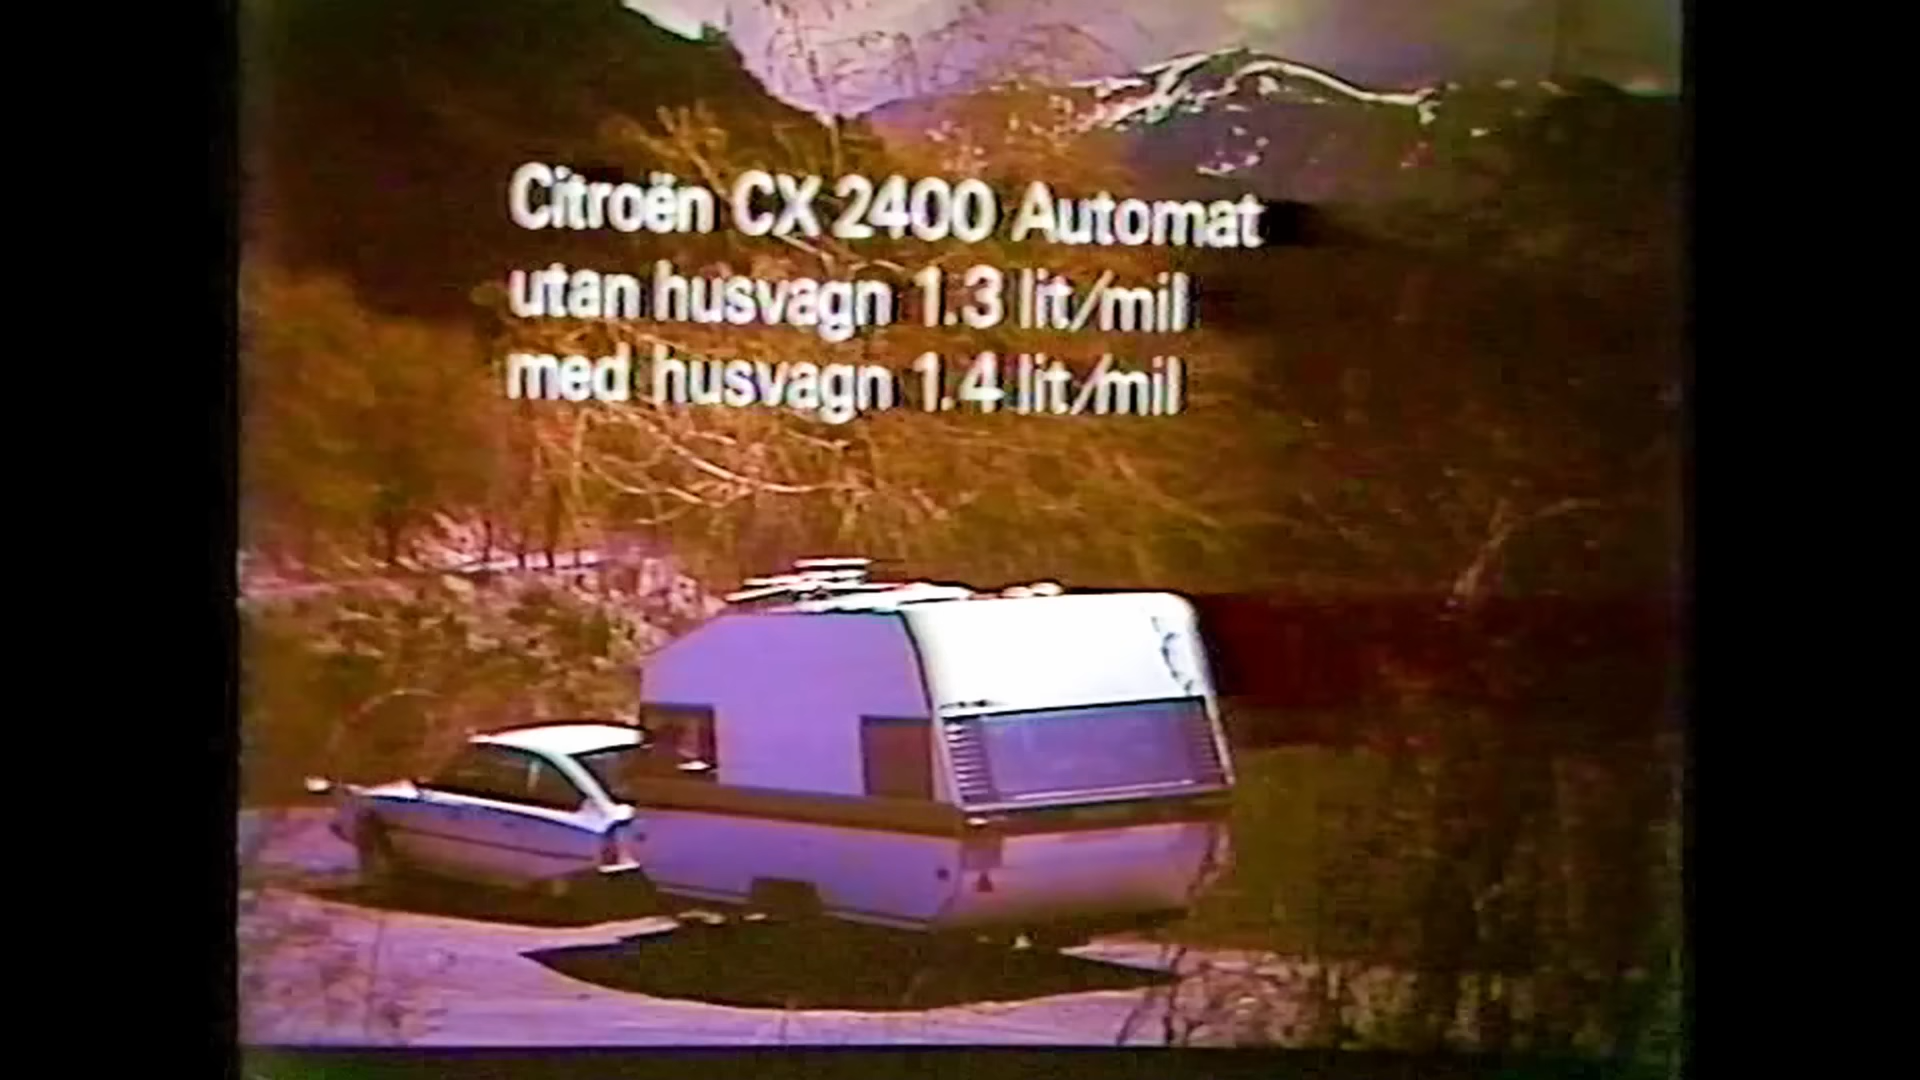 Citroën CX 2400 Automat
utan husvagn 1.3 lit/mil
med husvagn 1.4 lit/mil